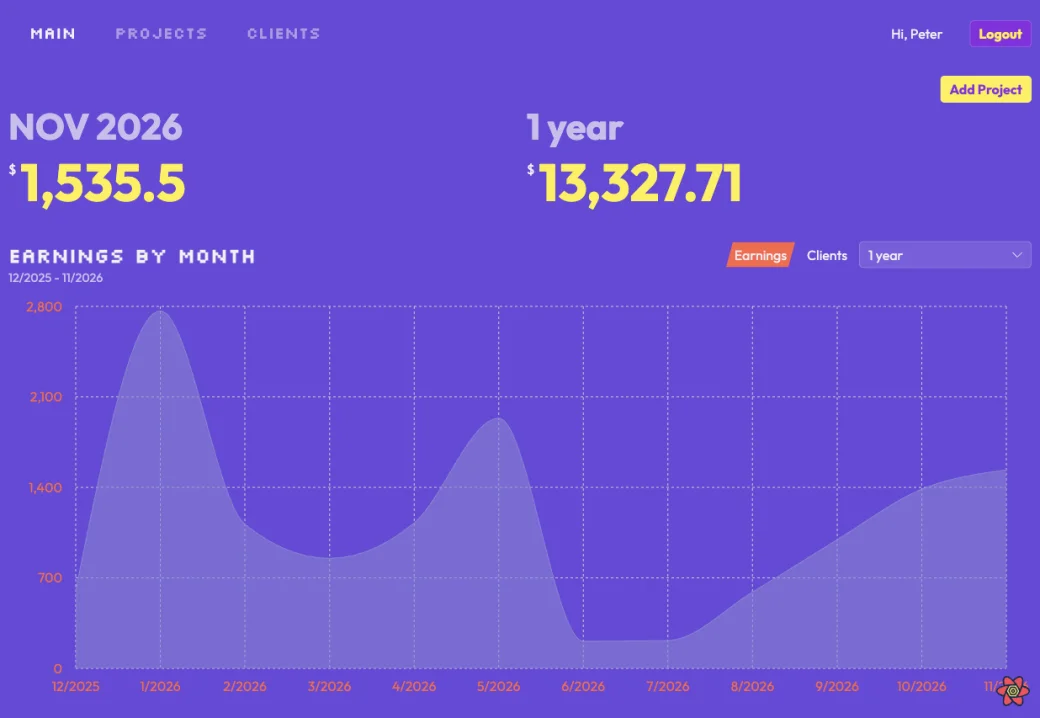 MAIN PROJECTS CLIENTS Hi, Peter Logout
Add Project
NOV 2026
$1,535.5
1 year
$13,327.71
EARNINGS BY MONTH
12/2025 - 11/2026
Earnings Clients 1 year
2,800
2,100
1,400
700
0
12/2025 1/2026 2/2026 3/2026 4/2026 5/2026 6/2026 7/2026 8/2026 9/2026 10/2026